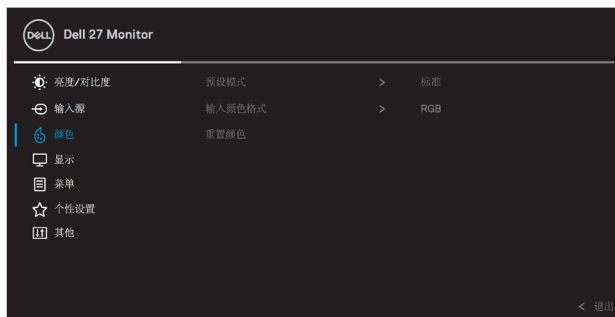 DELL Dell 27 Monitor
亮度/对比度 预设模式 > 标准
输入源 输入颜色格式 > RGB
颜色 重置颜色
显示
菜单
个性设置
其他
< 退出